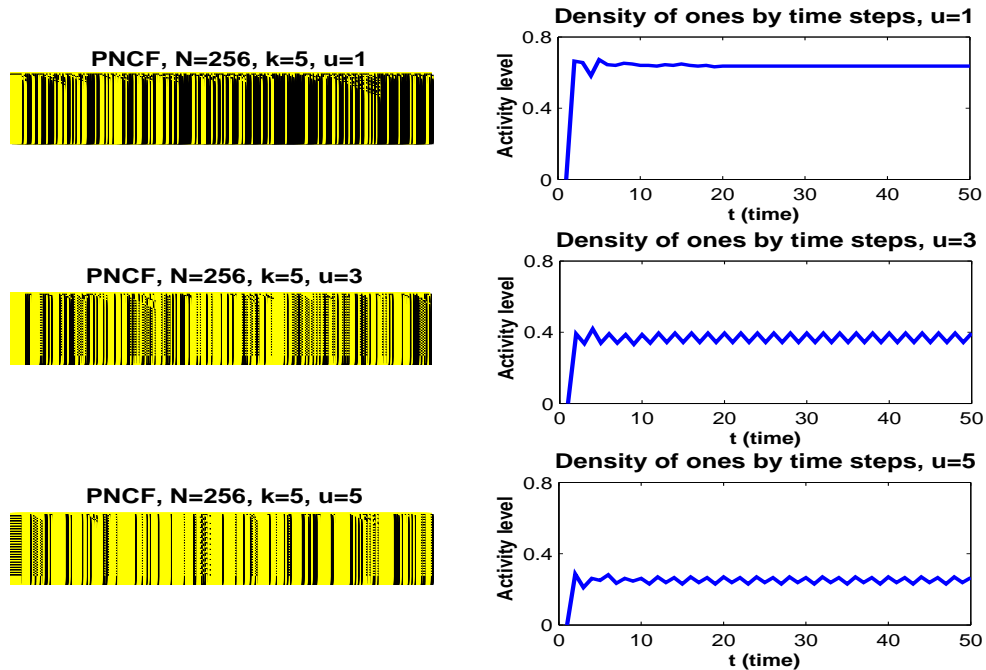 Density of ones by time steps, u=1
PNCF, N=256, k=5, u=1
Activity level
0.8
0.4
0
0 10 20 30 40 50
t (time)
Density of ones by time steps, u=3
PNCF, N=256, k=5, u=3
Activity level
0.8
0.4
0
0 10 20 30 40 50
t (time)
Density of ones by time steps, u=5
PNCF, N=256, k=5, u=5
Activity level
0.8
0.4
0
0 10 20 30 40 50
t (time)